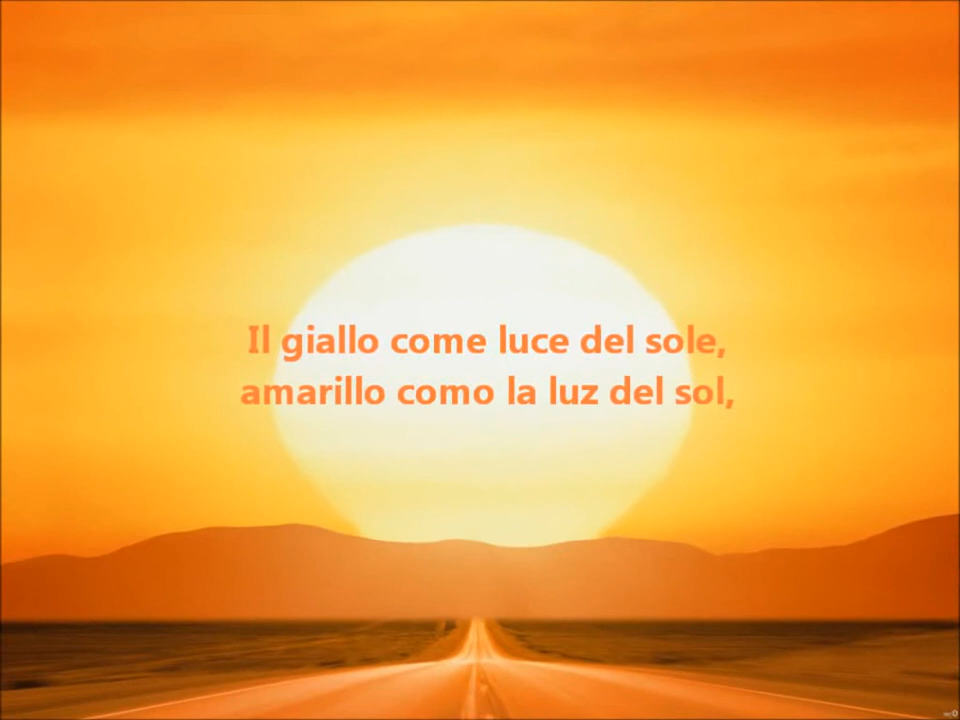 Il giallo come luce del sole,
amarillo como la luz del sol,